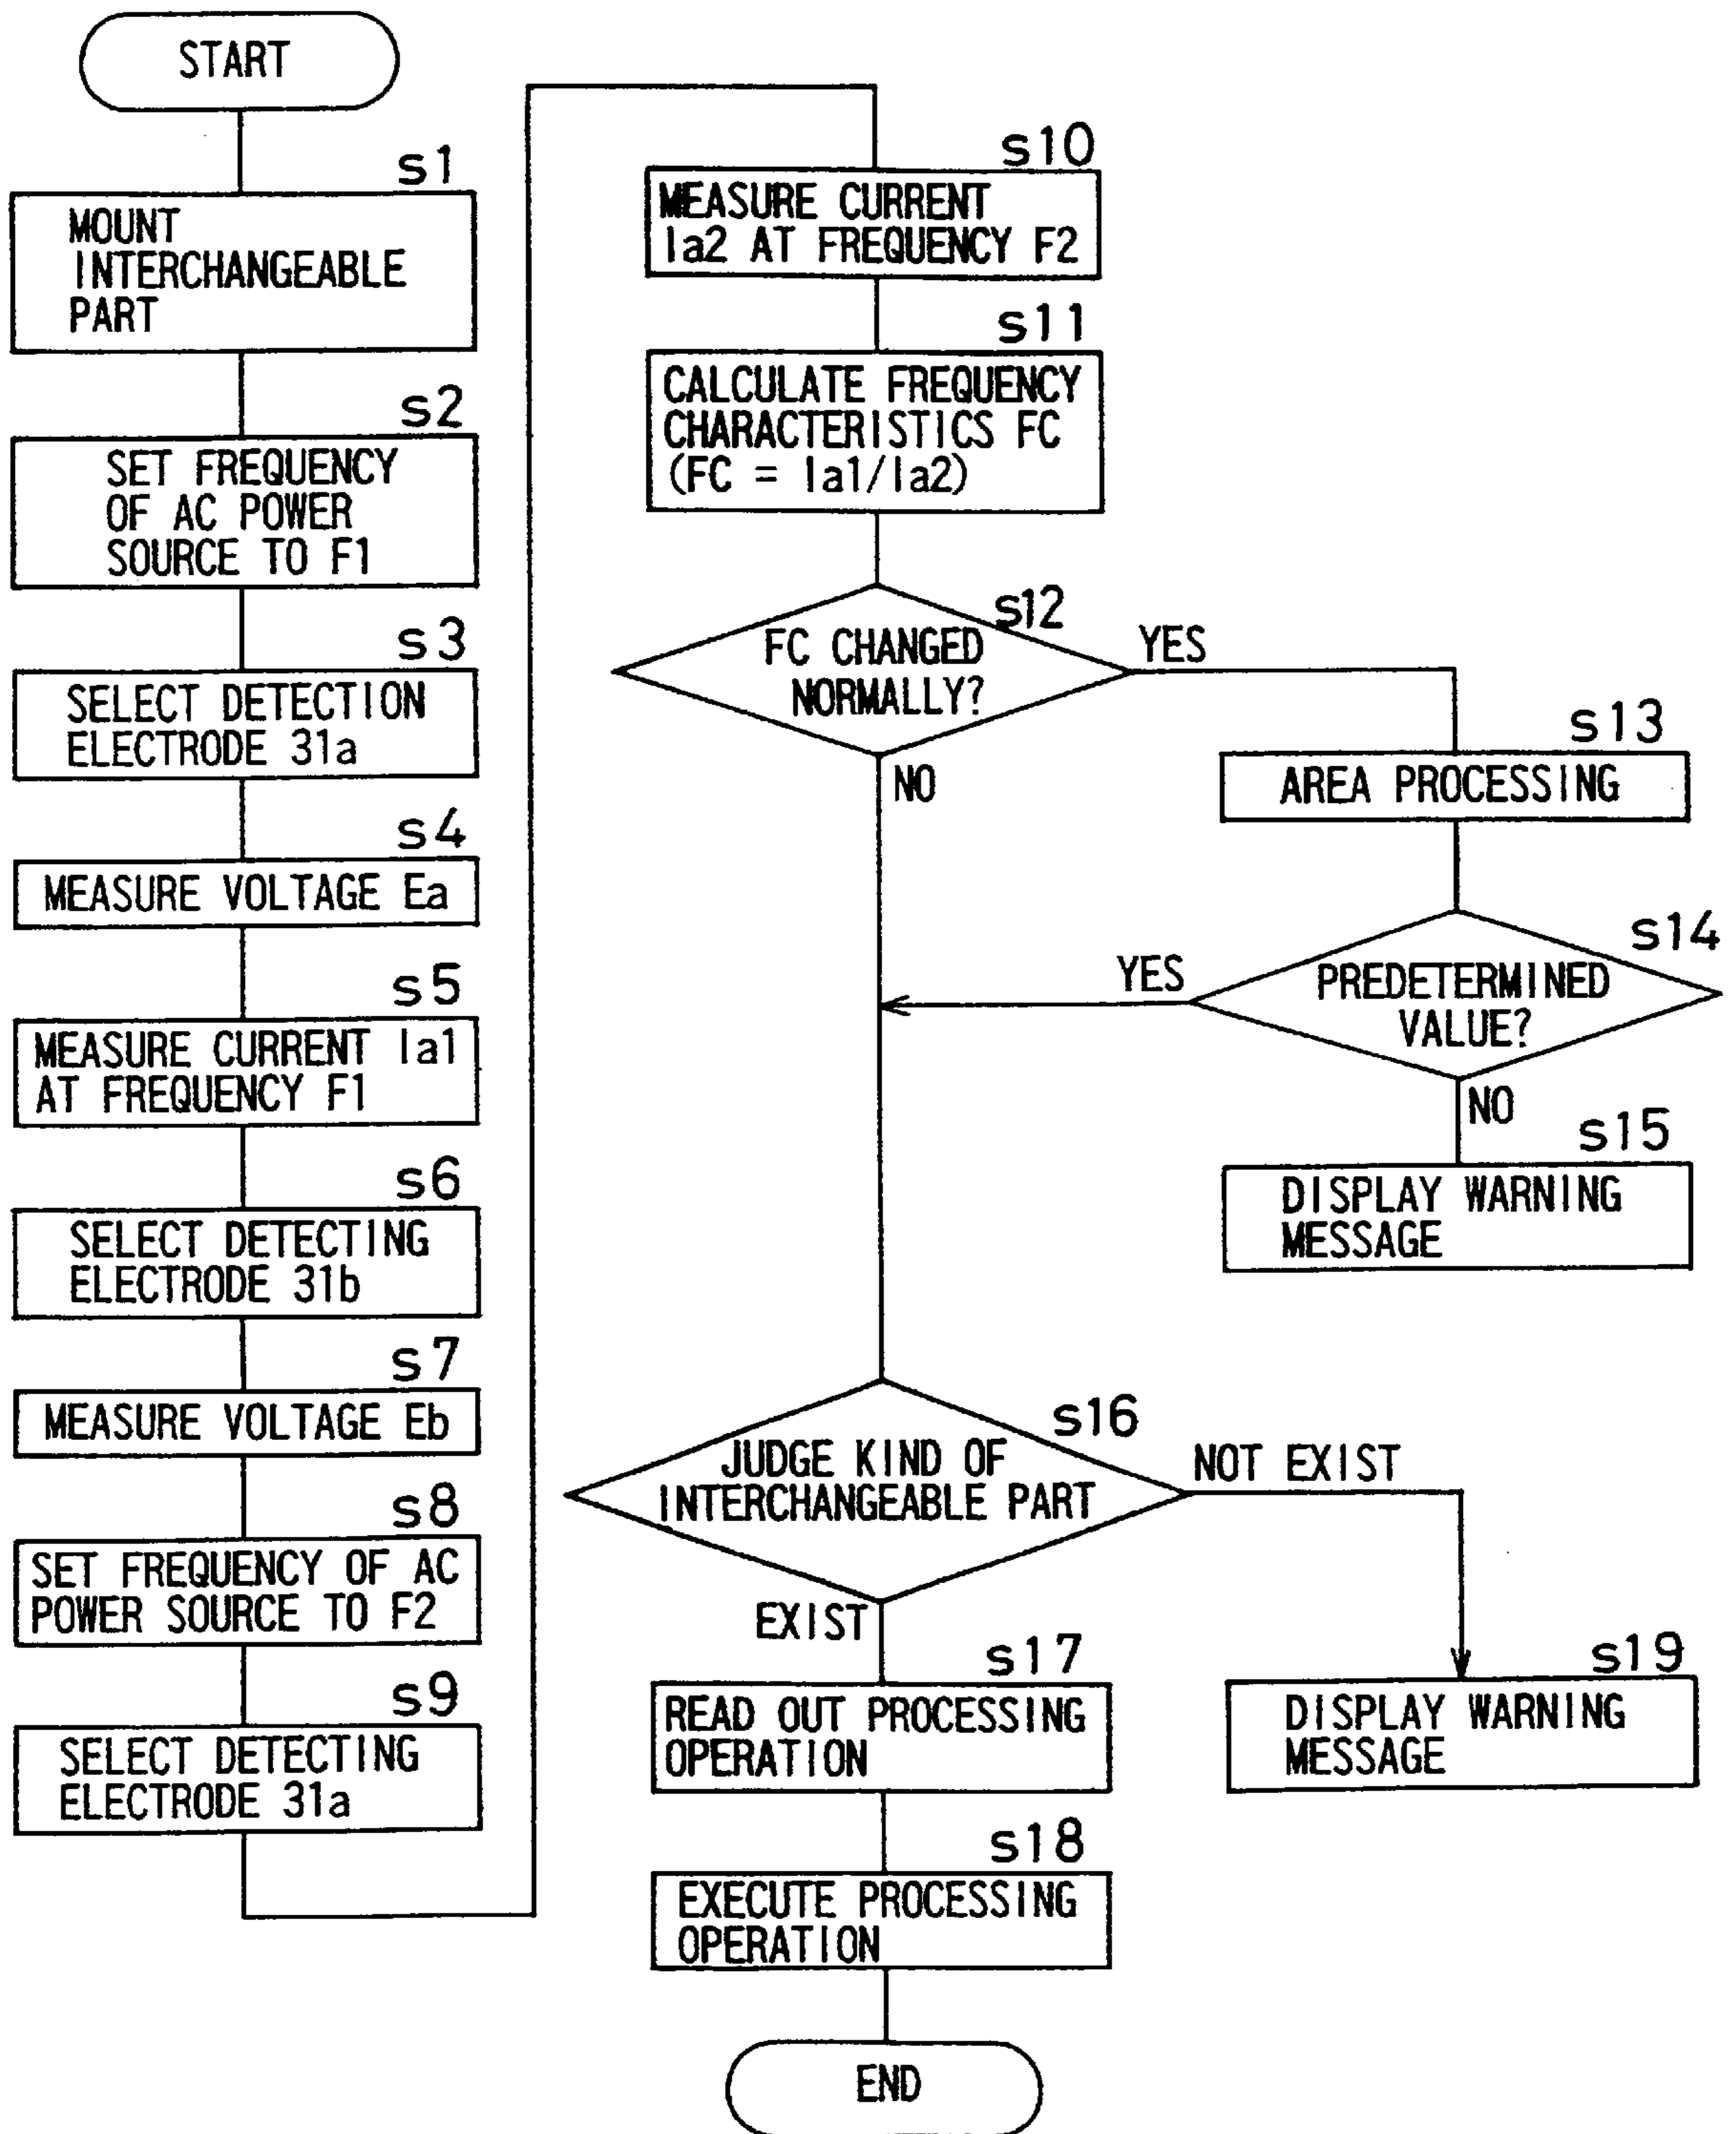 START
s1
MOUNT
INTERCHANGEABLE
PART
s2
SET FREQUENCY
OF AC POWER
SOURCE TO F1
s3
SELECT DETECTION
ELECTRODE 31a
s4
MEASURE VOLTAGE Ea
s5
MEASURE CURRENT Ia1
AT FREQUENCY F1
s6
SELECT DETECTING
ELECTRODE 31b
s7
MEASURE VOLTAGE Eb
s8
SET FREQUENCY OF AC
POWER SOURCE TO F2
s9
SELECT DETECTING
ELECTRODE 31a
s10
MEASURE CURRENT
Ia2 AT FREQUENCY F2
s11
CALCULATE FREQUENCY
CHARACTERISTICS FC
(FC = Ia1/Ia2)
s12
FC CHANGED
NORMALLY?
YES
NO
s13
AREA PROCESSING
s14
PREDETERMINED
VALUE?
YES
NO
s15
DISPLAY WARNING
MESSAGE
s16
JUDGE KIND OF
INTERCHANGEABLE PART
NOT EXIST
EXIST
s17
READ OUT PROCESSING
OPERATION
s18
EXECUTE PROCESSING
OPERATION
s19
DISPLAY WARNING
MESSAGE
END